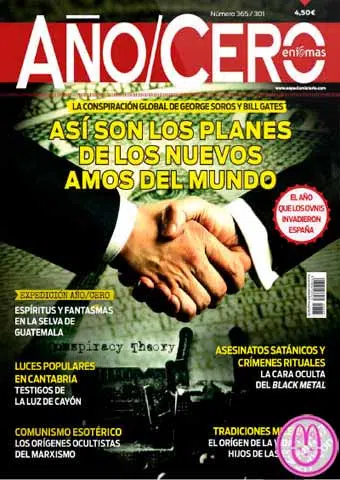 Número 365 / 301
4,50€
AÑO/CERO
enigmas
LA CONSPIRACIÓN GLOBAL DE GEORGE SOROS Y BILL GATES
ASÍ SON LOS PLANES
DE LOS NUEVOS
AMOS DEL MUNDO
EL AÑO
QUE LOS OVNIS
INVADIERON
ESPAÑA
EXPEDICIÓN AÑO/CERO
ESPÍRITUS Y FANTASMAS
EN LA SELVA DE
GUATEMALA
Conspiracy Theory
LUCES POPULARES
EN CANTABRIA
TESTIGOS DE
LA LUZ DE CAYÓN
ASESINATOS SATÁNICOS Y
CRÍMENES RITUALES
LA CARA OCULTA
DEL BLACK METAL
COMUNISMO ESOTÉRICO
LOS ORÍGENES OCULTISTAS
DEL MARXISMO
TRADICIONES
EL ORIGEN DE LA
HIJOS DE LAS